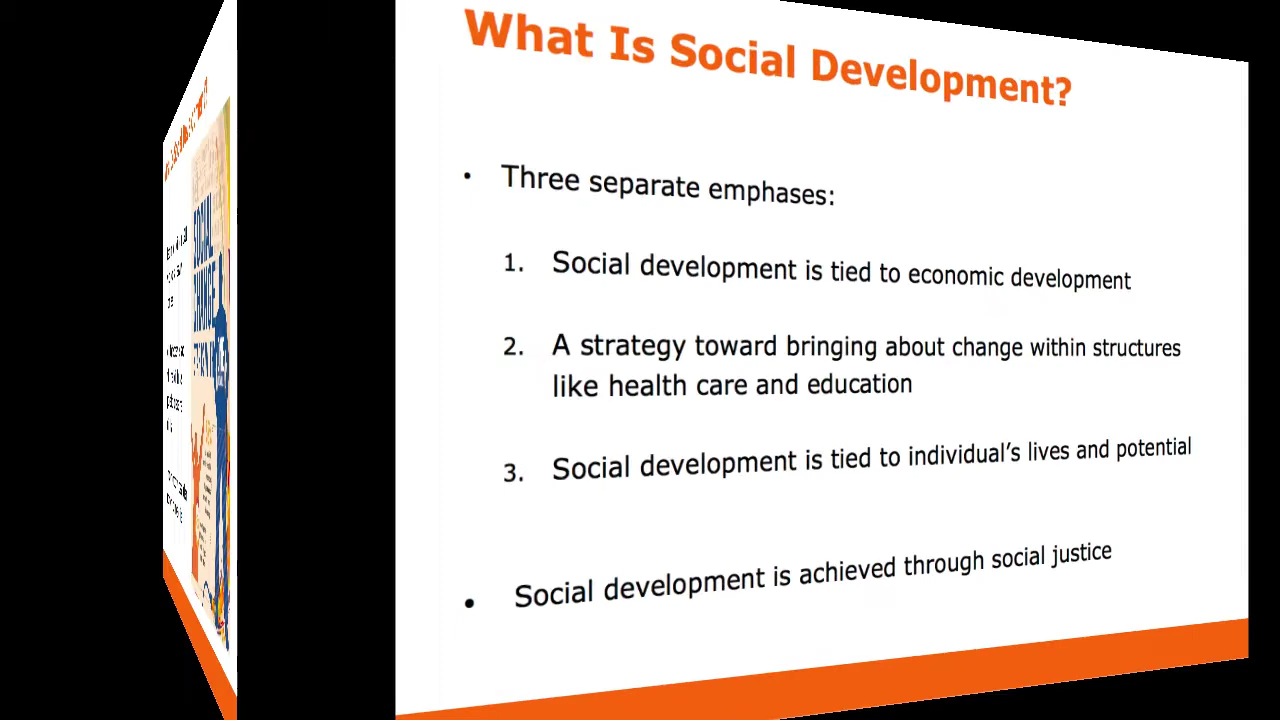 What Is Social Development?
• Three separate emphases:
1. Social development is tied to economic development
2. A strategy toward bringing about change within structures
like health care and education
3. Social development is tied to individual's lives and potential
• Social development is achieved through social justice
SOCIAL
CHANGE